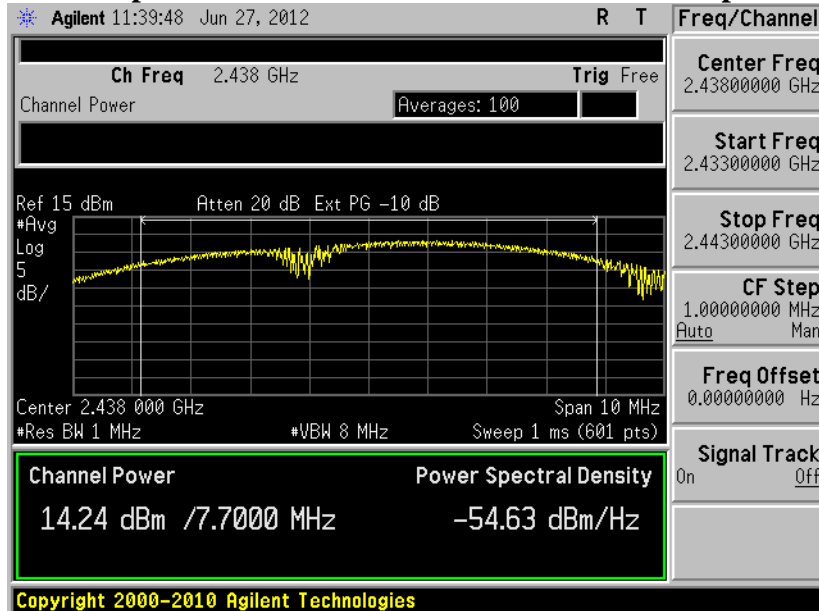 Agilent 11:39:48 Jun 27, 2012 R T Freq/Channel
Ch Freq 2.438 GHz Trig Free
Channel Power Averages: 100
Center Freq
2.43800000 GHz
Start Freq
2.43300000 GHz
Stop Freq
2.44300000 GHz
CF Step
1.00000000 MHz
Auto Man
Freq Offset
0.00000000 Hz
Signal Track
On Off
Ref 15 dBm Atten 20 dB Ext PG -10 dB
#Avg
Log
5
dB/
Center 2.438 000 GHz Span 10 MHz
#Res BW 1 MHz #VBW 8 MHz Sweep 1 ms (601 pts)
Channel Power Power Spectral Density
14.24 dBm /7.7000 MHz -54.63 dBm/Hz
Copyright 2000-2010 Agilent Technologies